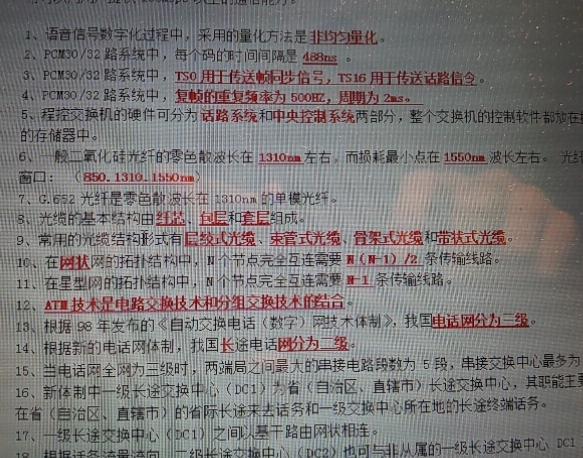 1、语音信号数字化过程中，采用的量化方法是非均匀量化。
2、PCM30/32 路系统中，每个码的时间间隔是 488ns 。
3、PCM30/32 路系统中，TS0 用于传送帧同步信号，TS16 用于传送话路信令。
4、PCM30/32 路系统中，复帧的重复频率为 500HZ，周期为 2ms。
5、程控交换机的硬件可分为话路系统和中央控制系统两部分，整个交换机的控制软件都放在
的存储器中。
6、一般二氧化硅光纤的零色散波长在 1310nm 左右，而损耗最小点在 1550nm 波长左右。 光纤
窗口： （850.1310.1550nm）
7、G.652 光纤是零色散波长在 1310nm 的单模光纤。
8、光缆的基本结构由纤芯、包层和套层组成。
9、常用的光缆结构形式有层绞式光缆、束管式光缆、骨架式光缆和带状式光缆。
10、在网状网的拓扑结构中，N 个节点完全互连需要 N（N-1）/2 条传输线路。
11、在星型网的拓扑结构中，N 个节点完全互连需要 N-1 条传输线路。
12、ATM 技术是电路交换技术和分组交换技术的结合。
13、根据 98 年发布的《自动交换电话（数字）网技术体制》，我国电话网分为三级。
14、根据新的电话网体制，我国长途电话网分为二级。
15、当电话网全网为三级时，两端局之间最大的串接电路段数为 5 段，串接交换中心最多为
16、新体制中一级长途交换中心（DC1）为省（自治区、直辖市）长途交换中心，其职能主要
在省（自治区、直辖市）的省际长途来去话务和一级交换中心所在地的长途终端话务。
17、一级长途交换中心（DC1）之间以基干路由网状相连。
18、根据话务流量流向，二级长途交换中心（DC2）也可与非从属的一级长途交换中心 DC1